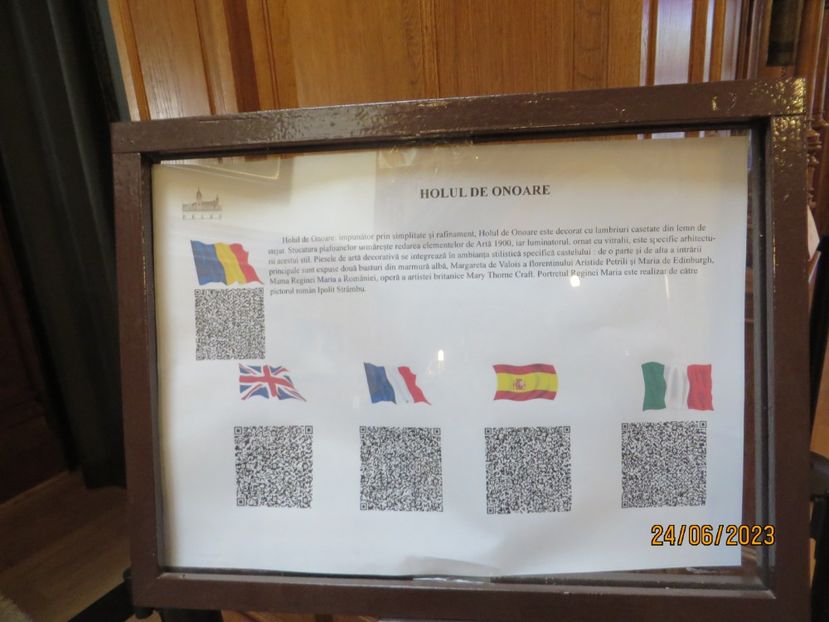 HOLUL DE ONOARE
PELEȘ
Holul de Onoare: impunător prin simplitate și rafinament, Holul de Onoare este decorat cu lambriuri casetate din lemn de
stejar. Stucatura plafoanelor urmărește redarea elementelor de Artă 1900, iar luminatorul, ornat cu vitralii, este specific arhitectu-
rii acestui stil. Piesele de artă decorativă se integrează în ambianța stilistică specifică castelului : de o parte și de alta a intrării
principale sunt expuse două busturi din marmură albă, Margareta de Valois a florentinului Aristide Petrili și Maria de Edinburgh,
Mama Reginei Maria a României, operă a artistei britanice Mary Thorne Craft. Portretul Reginei Maria este realizat de către
pictorul român Ipolit Strâmbu.
24/06/2023